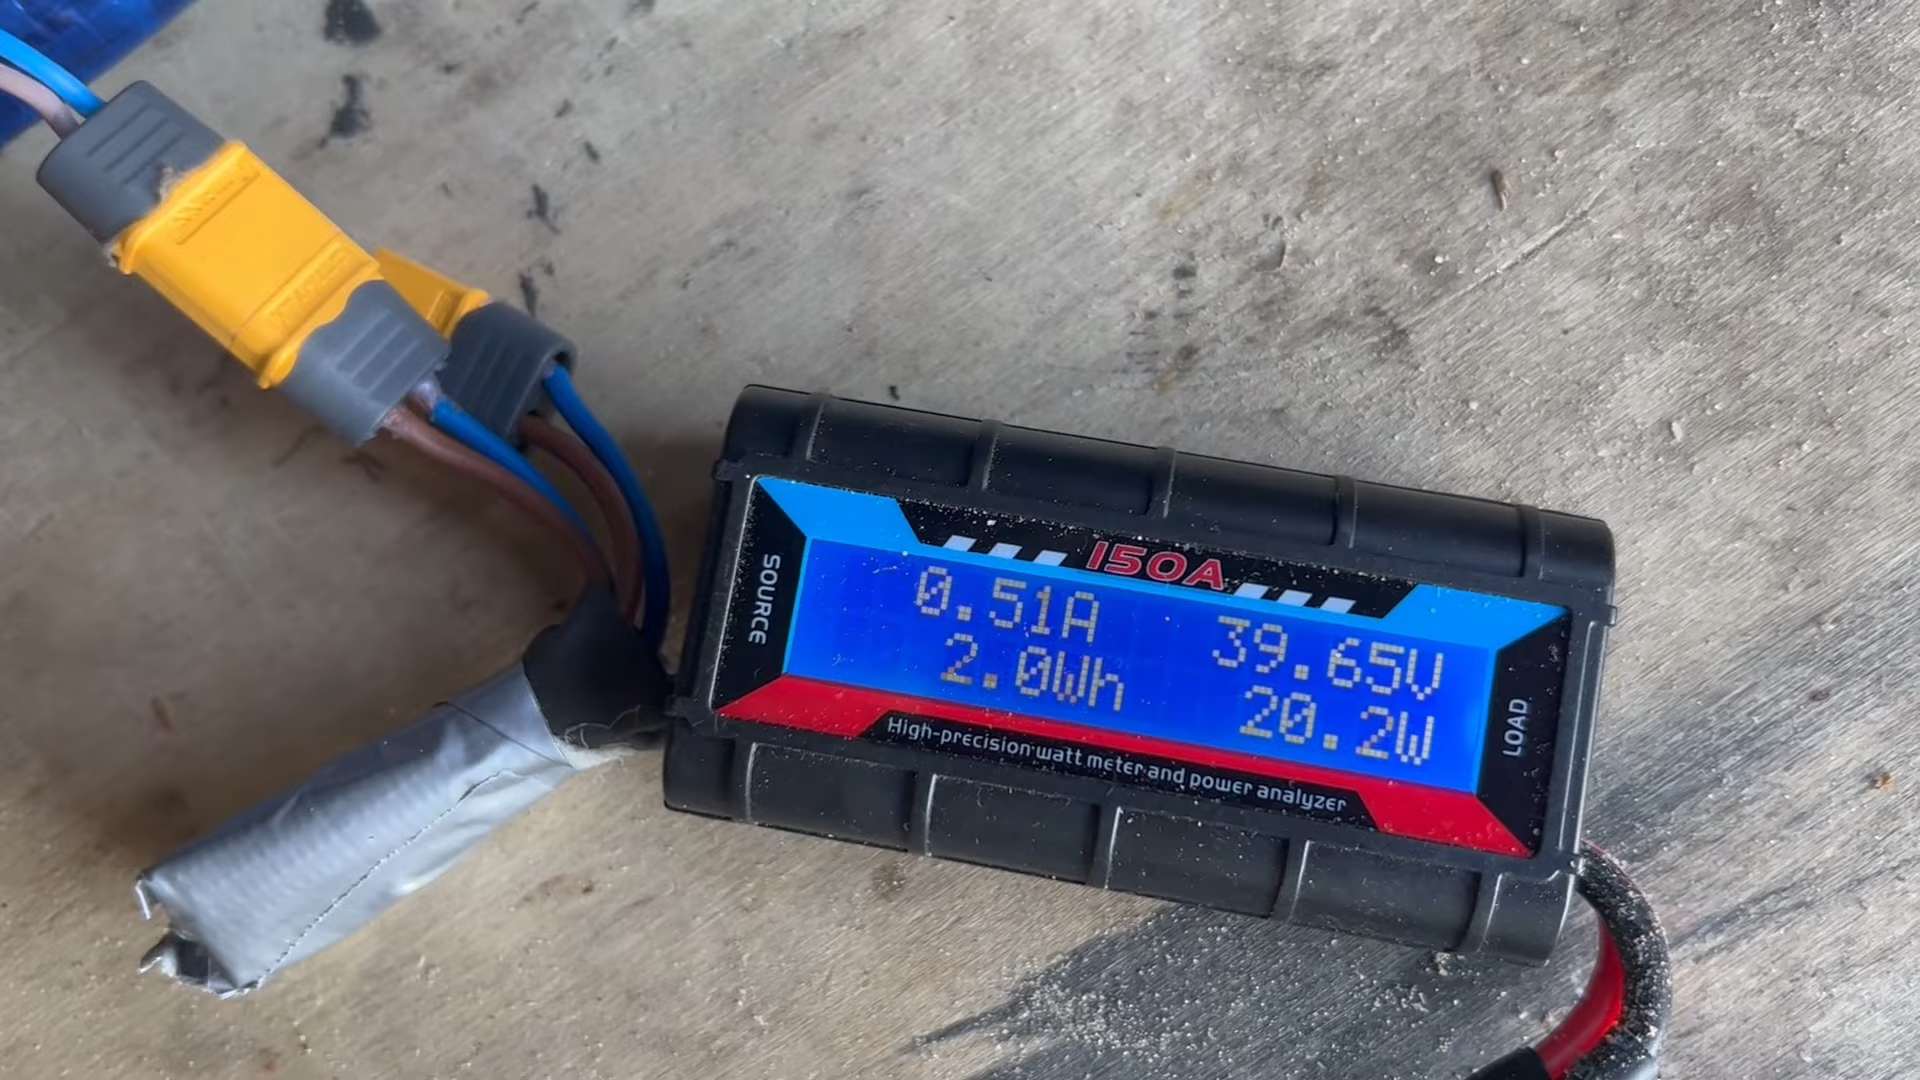 150A
SOURCE
0.51A 39.65V
2.0Wh 20.2W
LOAD
High-precision watt meter and power analyzer